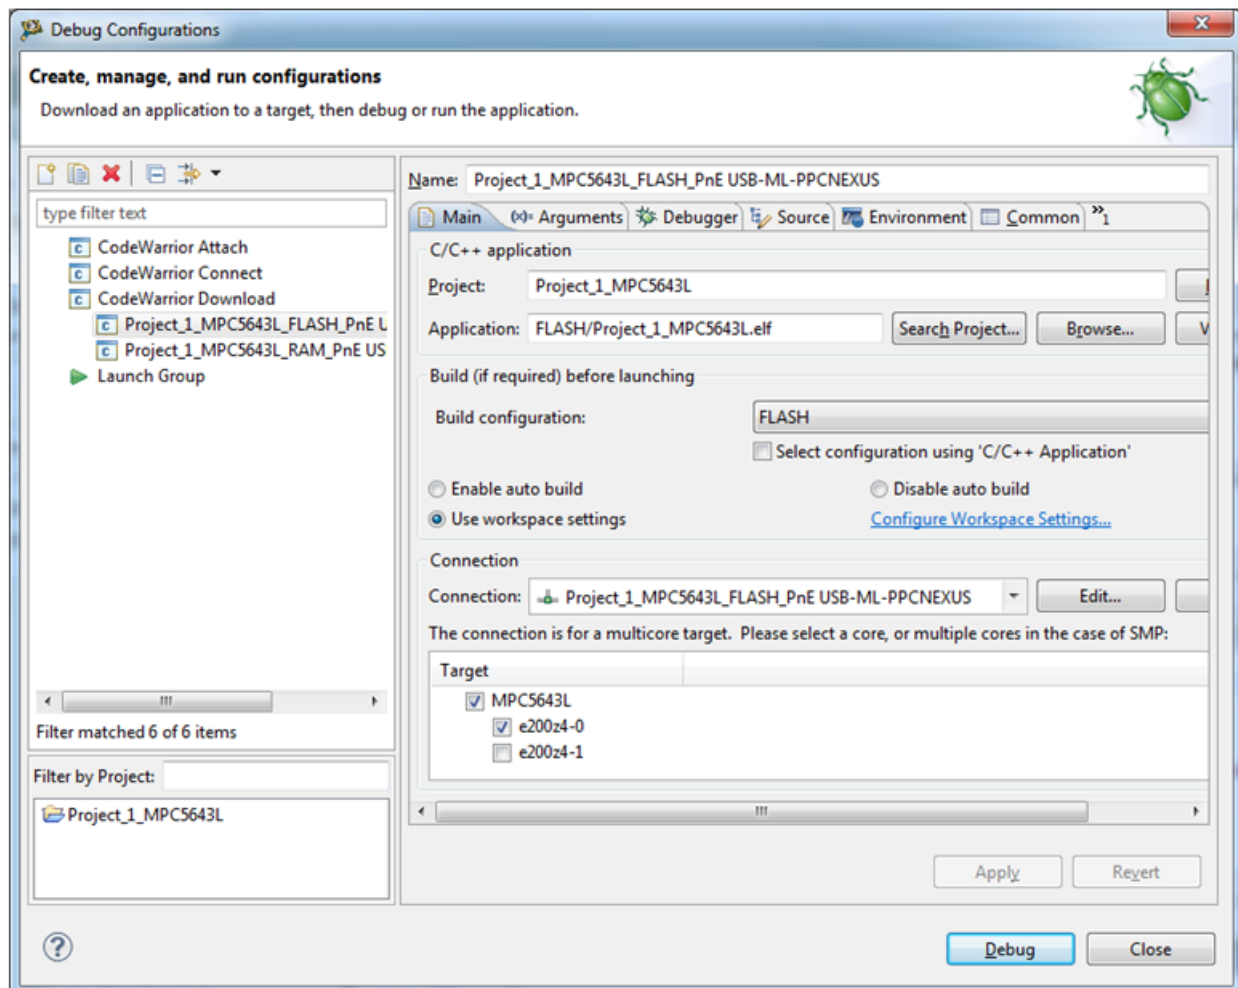 Debug Configurations
Create, manage, and run configurations
Download an application to a target, then debug or run the application.
type filter text
CodeWarrior Attach
CodeWarrior Connect
CodeWarrior Download
Project_1_MPC5643L_FLASH_PnE U
Project_1_MPC5643L_RAM_PnE US
Launch Group
Filter matched 6 of 6 items
Filter by Project:
Project_1_MPC5643L
Name: Project_1_MPC5643L_FLASH_PnE USB-ML-PPCNEXUS
Main (x)= Arguments Debugger Source Environment Common »1
C/C++ application
Project: Project_1_MPC5643L
Application: FLASH/Project_1_MPC5643L.elf Search Project... Browse... V
Build (if required) before launching
Build configuration: FLASH
Select configuration using 'C/C++ Application'
Enable auto build Disable auto build
Use workspace settings Configure Workspace Settings...
Connection
Connection: Project_1_MPC5643L_FLASH_PnE USB-ML-PPCNEXUS Edit...
The connection is for a multicore target. Please select a core, or multiple cores in the case of SMP:
Target
MPC5643L
e200z4-0
e200z4-1
Apply Revert
Debug Close